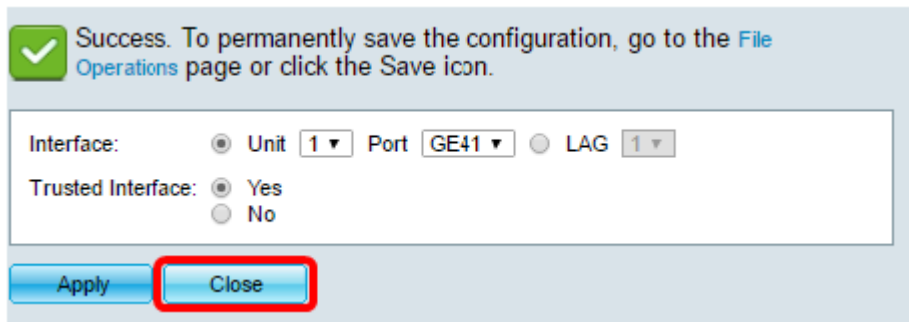 Success. To permanently save the configuration, go to the File
Operations page or click the Save icon.
Interface: Unit 1 Port GE41 LAG 1
Trusted Interface: Yes
No
Apply Close